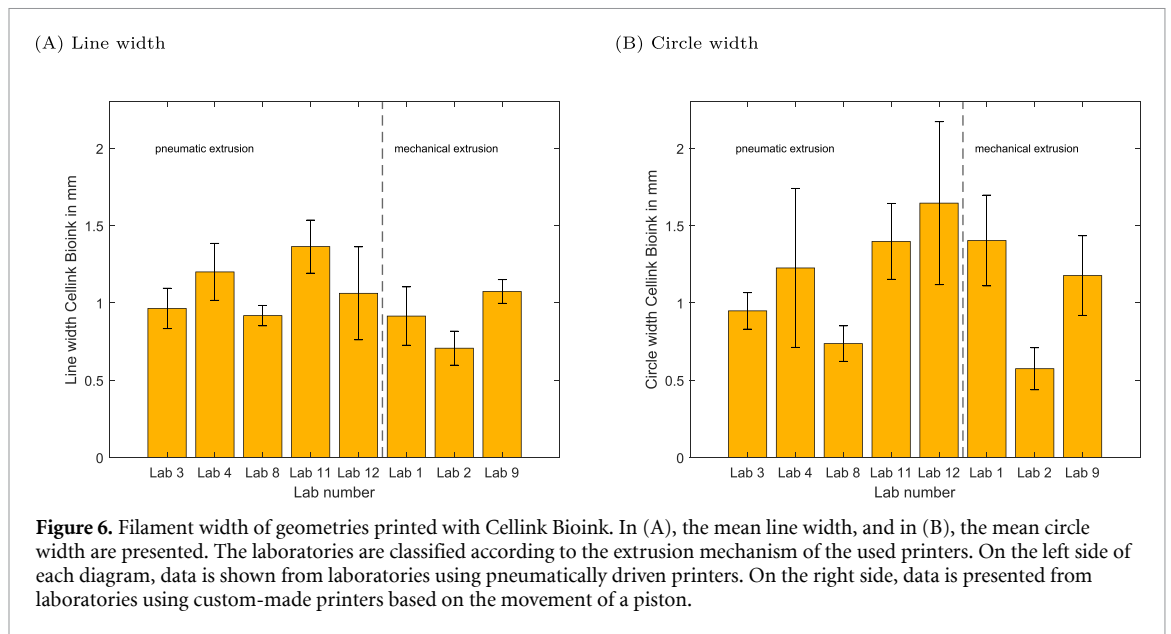 (A) Line width
(B) Circle width
pneumatic extrusion
mechanical extrusion
Line width Cellink Bioink in mm
2
1.5
1
0.5
0
Lab 3 Lab 4 Lab 8 Lab 11 Lab 12 Lab 1 Lab 2 Lab 9
Lab number
pneumatic extrusion
mechanical extrusion
Circle width Cellink Bioink in mm
2
1.5
1
0.5
0
Lab 3 Lab 4 Lab 8 Lab 11 Lab 12 Lab 1 Lab 2 Lab 9
Lab number
Figure 6. Filament width of geometries printed with Cellink Bioink. In (A), the mean line width, and in (B), the mean circle
width are presented. The laboratories are classified according to the extrusion mechanism of the used printers. On the left side of
each diagram, data is shown from laboratories using pneumatically driven printers. On the right side, data is presented from
laboratories using custom-made printers based on the movement of a piston.